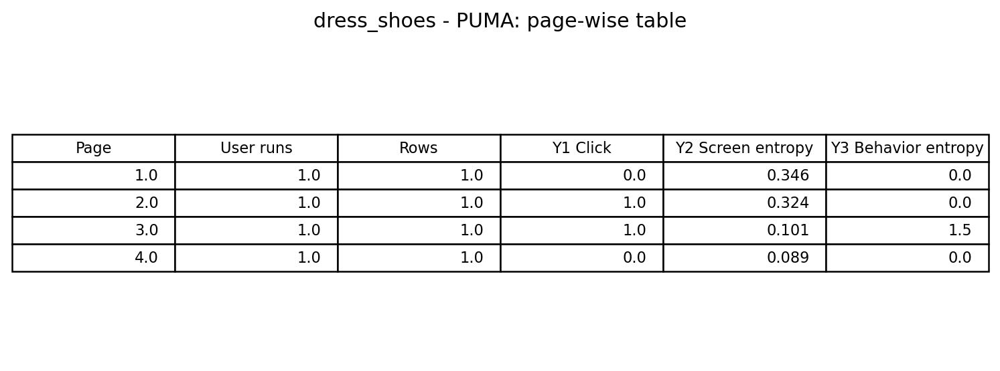 dress_shoes - PUMA: page-wise table
Page User runs Rows Y1 Click Y2 Screen entropy Y3 Behavior entropy
1.0 1.0 1.0 0.0 0.346 0.0
2.0 1.0 1.0 1.0 0.324 0.0
3.0 1.0 1.0 1.0 0.101 1.5
4.0 1.0 1.0 0.0 0.089 0.0